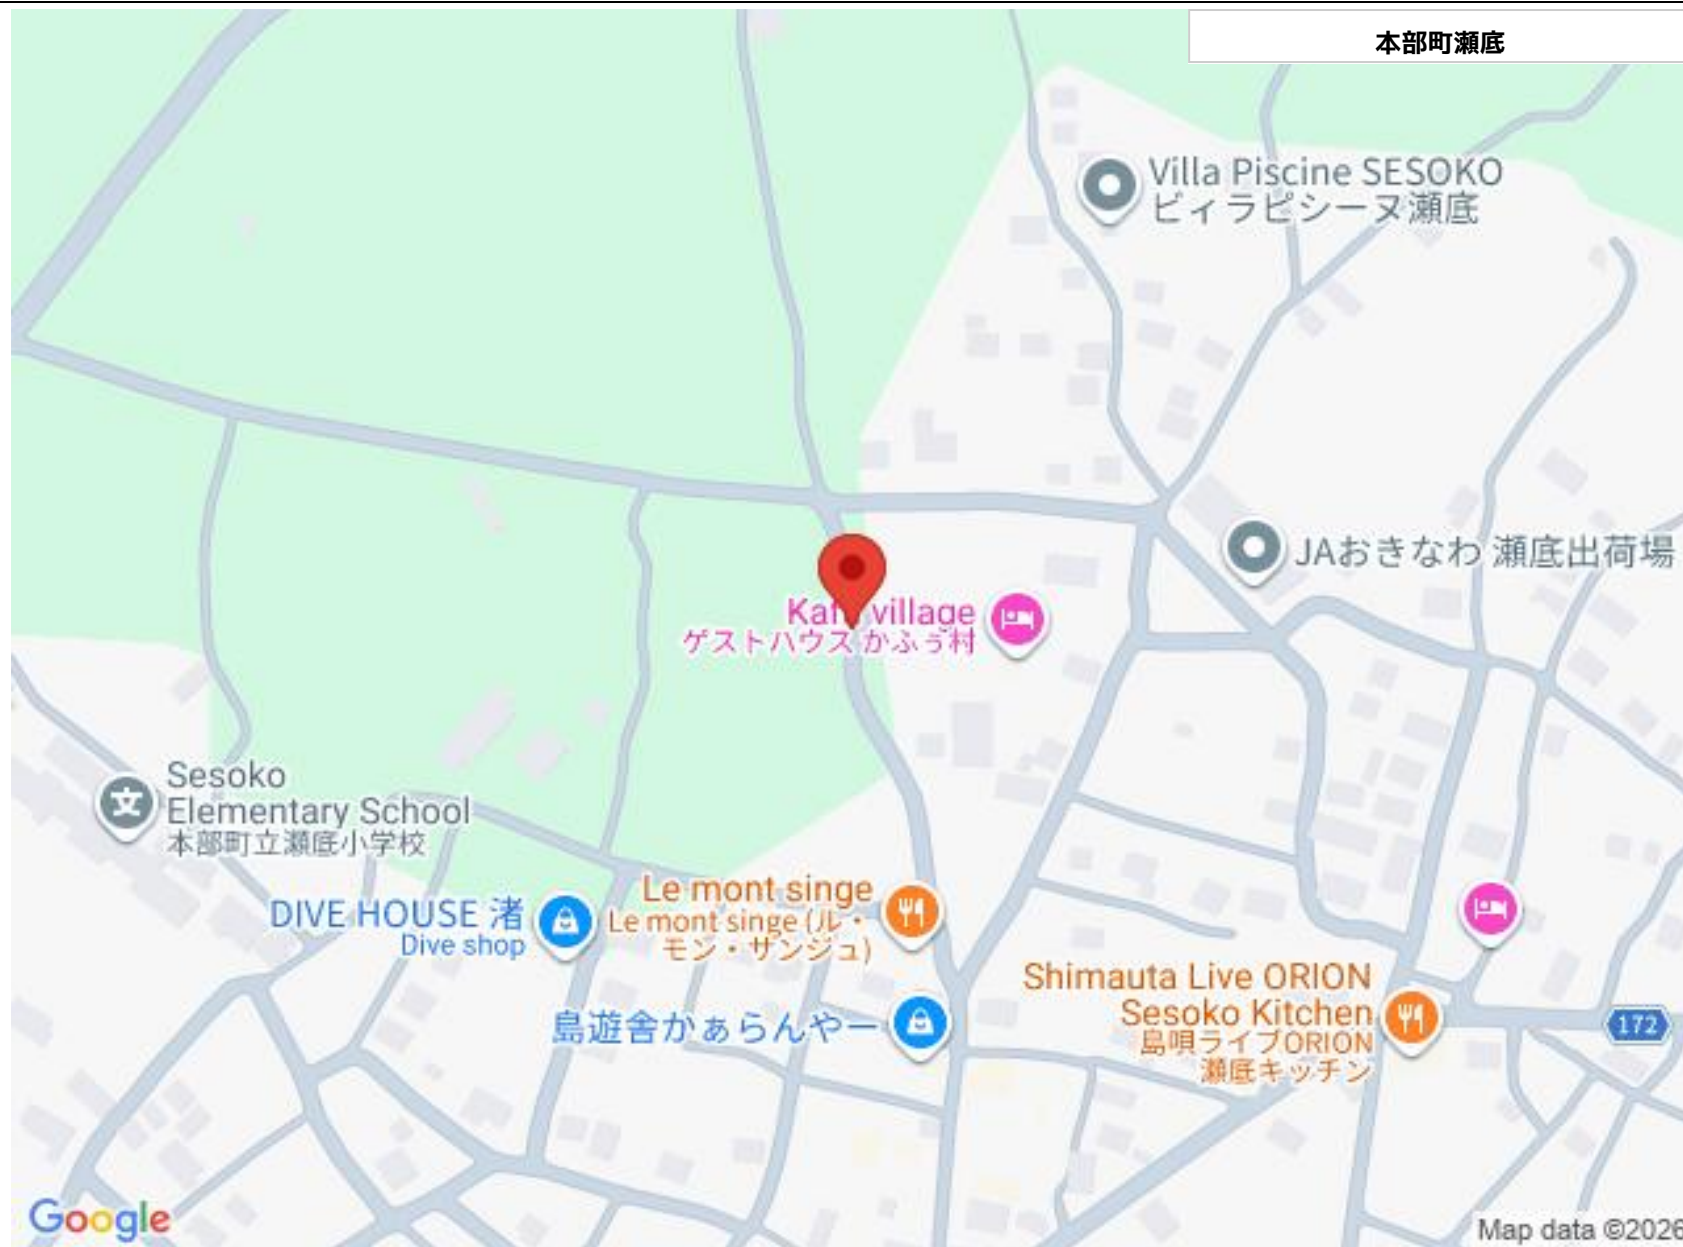 本部町瀬底
Villa Piscine SESOKO
ビィラピシーヌ瀬底
JAおきなわ 瀬底出荷場
village
ゲストハウス かふぅ村
Sesoko
Elementary School
本部町立瀬底小学校
DIVE HOUSE 渚
Dive shop
Le mont singe
Le mont singe (ル・
モン・サンジュ)
島遊舎かぁらんやー
Shimauta Live ORION
Sesoko Kitchen
島唄ライブORION
瀬底キッチン
172
Google
Map data ©2026